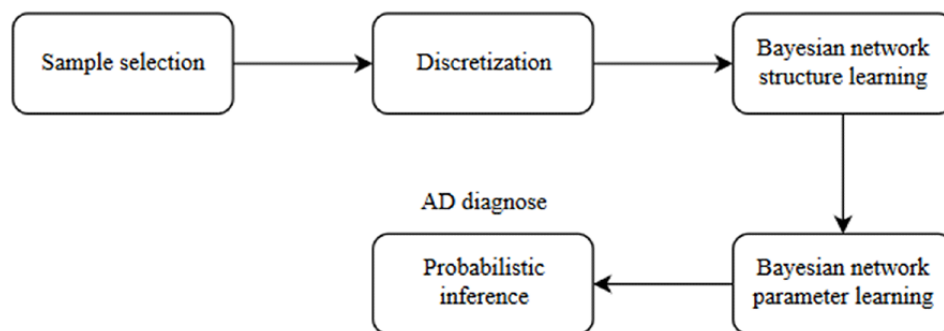 Sample selection
Discretization
Bayesian network
structure learning
AD diagnose
Probabilistic
inference
Bayesian network
parameter learning